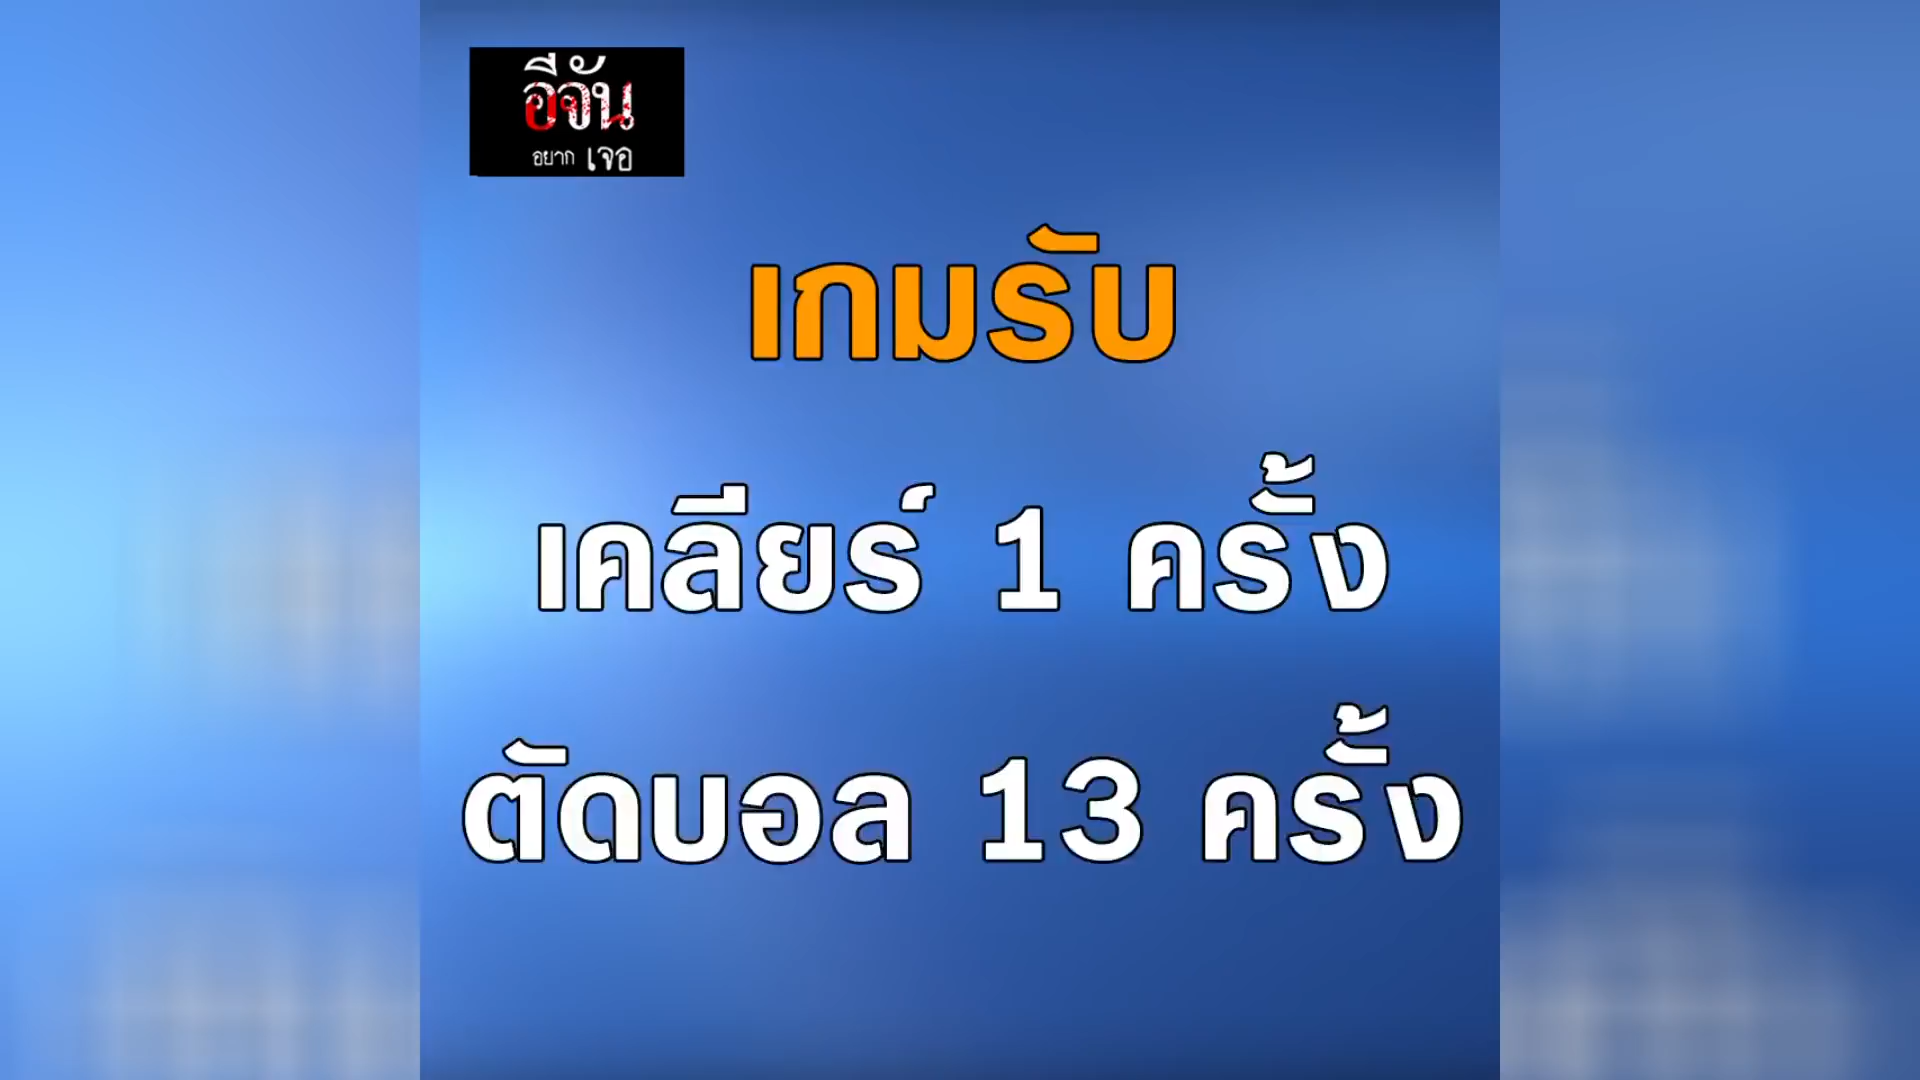 อีจัน
อยาก เจอ
เกมรับ
เคลียร์ 1 ครั้ง
ตัดบอล 13 ครั้ง